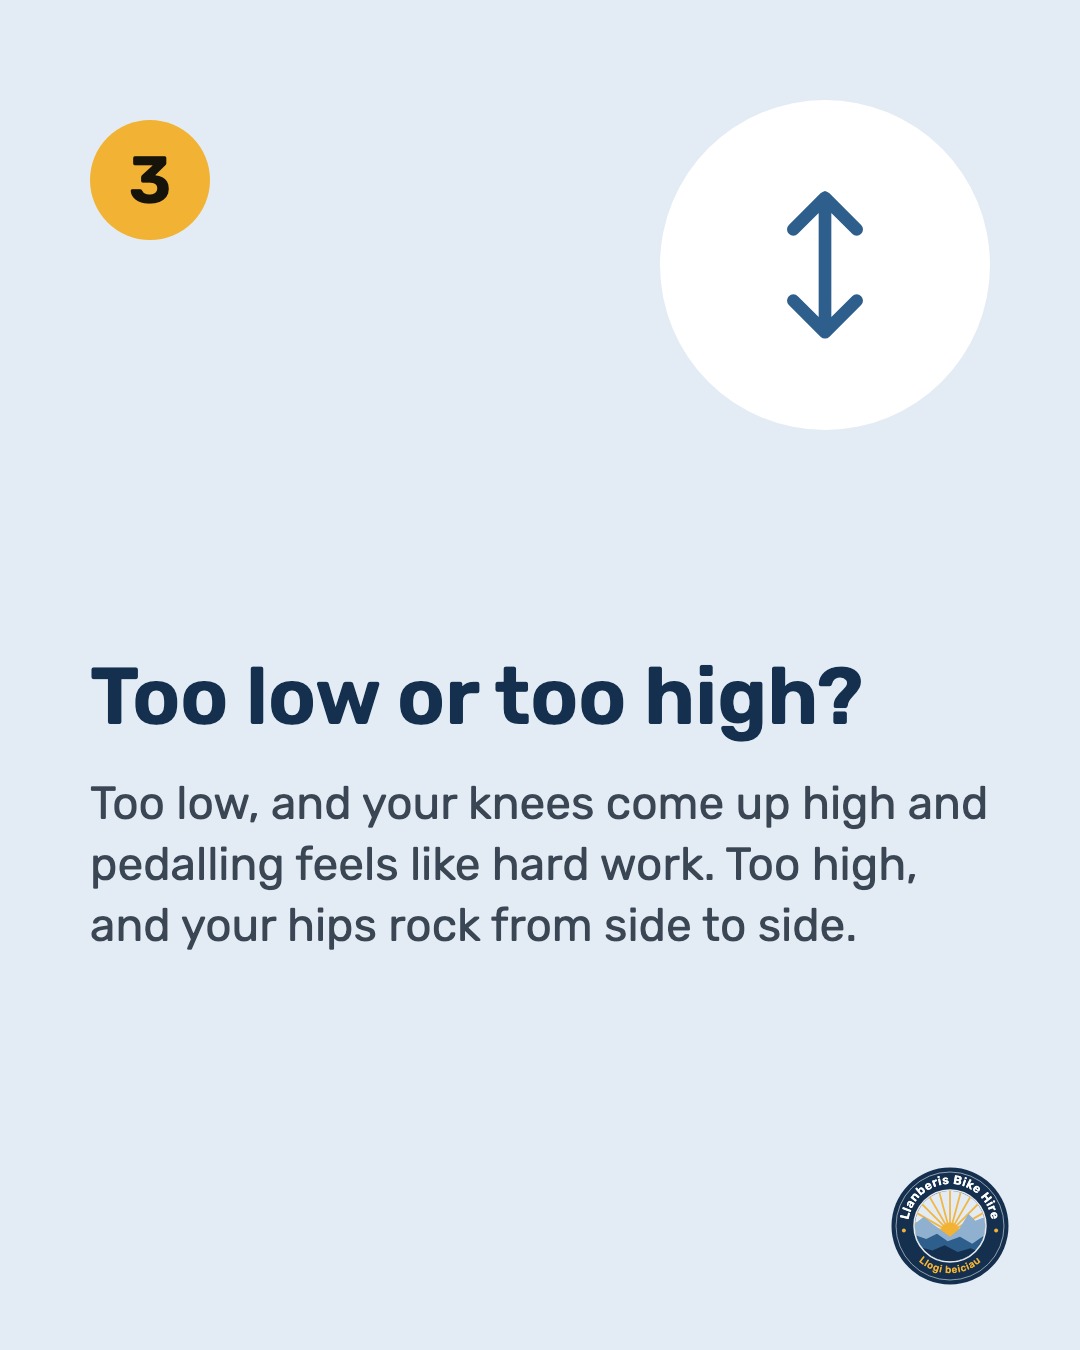 3
Too low or too high?
Too low, and your knees come up high and
pedalling feels like hard work. Too high,
and your hips rock from side to side.
Llanberis Bike Hire
Llogi beiciau